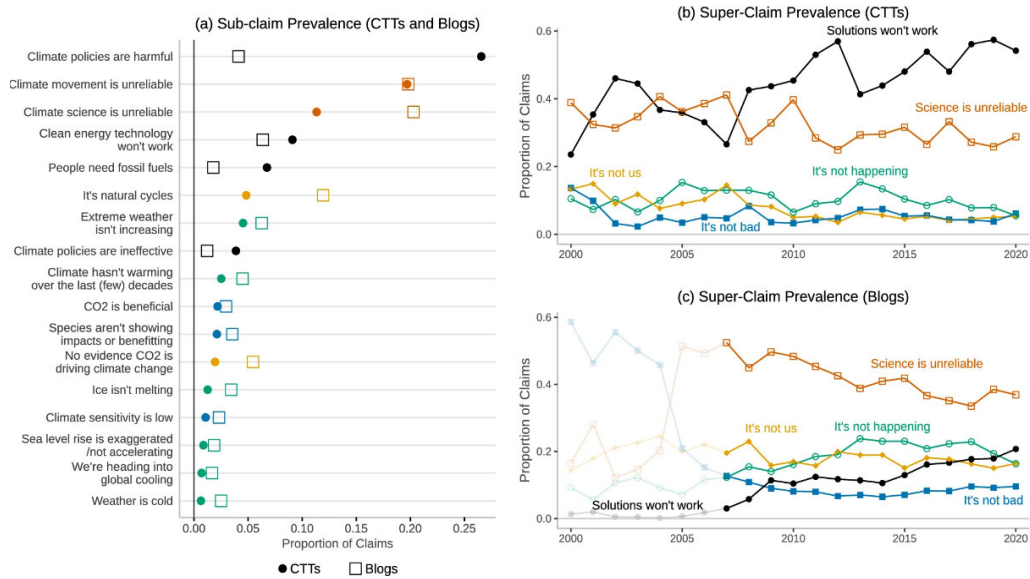 (a) Sub-claim Prevalence (CTTs and Blogs)
Climate policies are harmful
Climate movement is unreliable
Climate science is unreliable
Clean energy technology
won't work
People need fossil fuels
It's natural cycles
Extreme weather
isn't increasing
Climate policies are ineffective
Climate hasn't warming
over the last (few) decades
CO2 is beneficial
Species aren't showing
impacts or benefitting
No evidence CO2 is
driving climate change
Ice isn't melting
Climate sensitivity is low
Sea level rise is exaggerated
/not accelerating
We're heading into
global cooling
Weather is cold
0.00 0.05 0.10 0.15 0.20 0.25
Proportion of Claims
CTTs Blogs
(b) Super-Claim Prevalence (CTTs)
Proportion of Claims
0.6
0.4
0.2
0.0
Solutions won't work
Science is unreliable
It's not us
It's not happening
It's not bad
2000 2005 2010 2015 2020
(c) Super-Claim Prevalence (Blogs)
Proportion of Claims
0.6
0.4
0.2
0.0
Science is unreliable
It's not us
It's not happening
Solutions won't work
It's not bad
2000 2005 2010 2015 2020